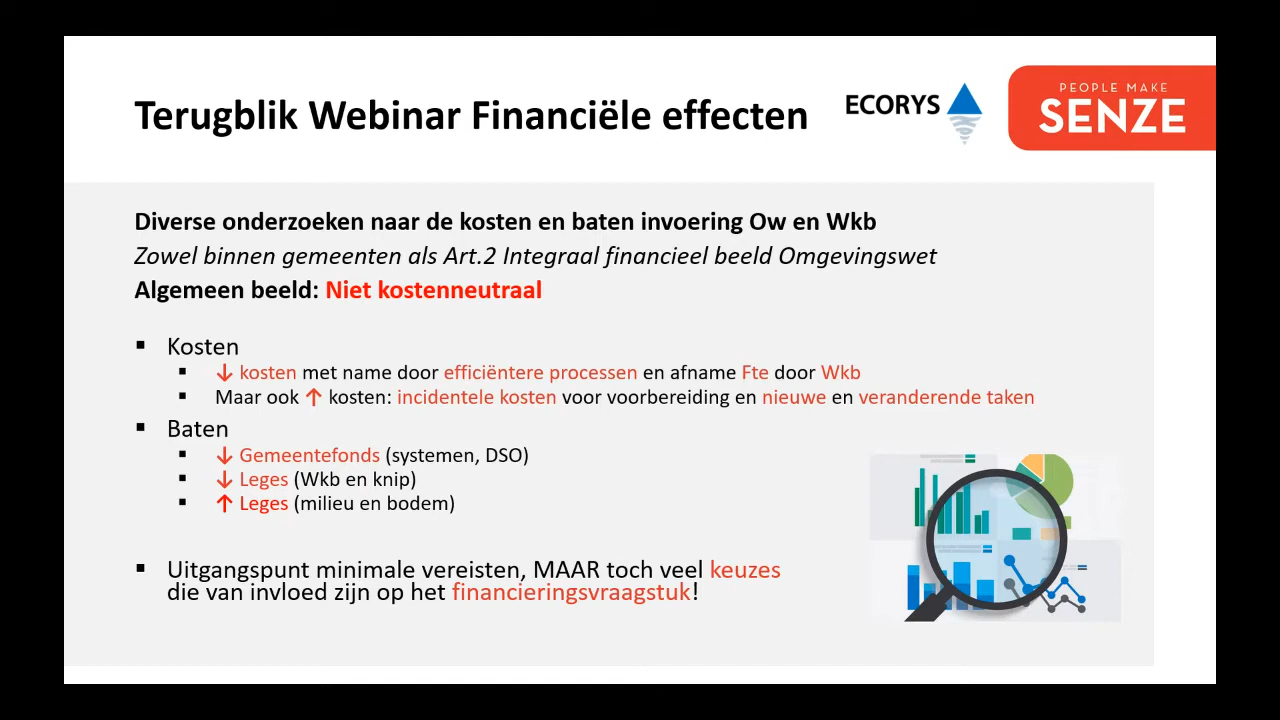 Terugblik Webinar Financiële effecten
ECORYS
PEOPLE MAKE
SENZE
Diverse onderzoeken naar de kosten en baten invoering Ow en Wkb
Zowel binnen gemeenten als Art.2 Integraal financieel beeld Omgevingswet
Algemeen beeld: Niet kostenneutraal
▪ Kosten
▪ ↓ kosten met name door efficiëntere processen en afname Fte door Wkb
▪ Maar ook ↑ kosten: incidentele kosten voor voorbereiding en nieuwe en veranderende taken
▪ Baten
▪ ↓ Gemeentefonds (systemen, DSO)
▪ ↓ Leges (Wkb en knip)
▪ ↑ Leges (milieu en bodem)
▪ Uitgangspunt minimale vereisten, MAAR toch veel keuzes
die van invloed zijn op het financieringsvraagstuk!